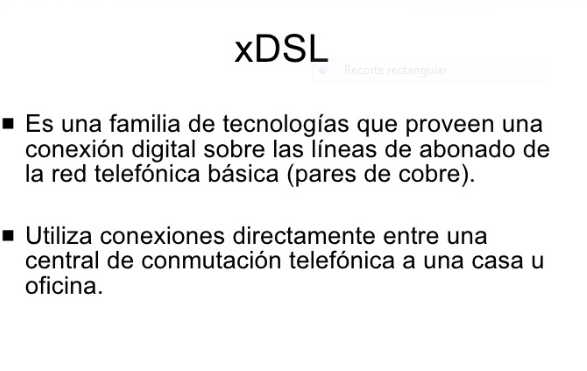 xDSL
Recorte rectangular
■ Es una familia de tecnologías que proveen una
conexión digital sobre las líneas de abonado de
la red telefónica básica (pares de cobre).
■ Utiliza conexiones directamente entre una
central de conmutación telefónica a una casa u
oficina.